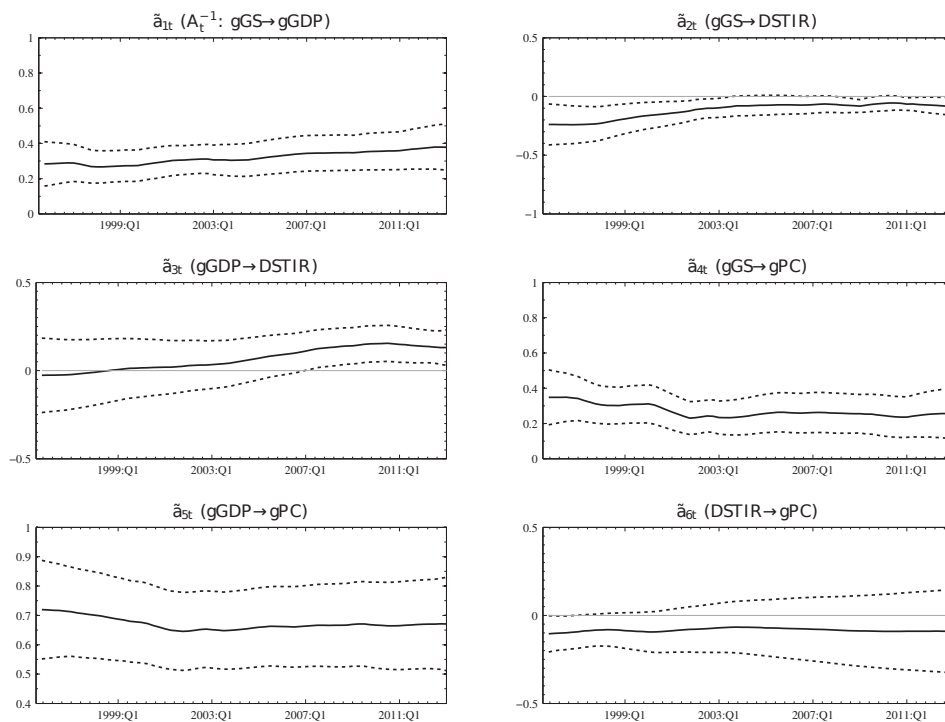 ã1t (At−1: gGS→gGDP)
ã2t (gGS→DSTIR)
1
0.8
0.6
0.4
0.2
0
1999:Q1 2003:Q1 2007:Q1 2011:Q1
0.5
0
−0.5
−1
1999:Q1 2003:Q1 2007:Q1 2011:Q1
ã3t (gGDP→DSTIR)
ã4t (gGS→gPC)
0.5
0
−0.5
1999:Q1 2003:Q1 2007:Q1 2011:Q1
1
0.8
0.6
0.4
0.2
0
1999:Q1 2003:Q1 2007:Q1 2011:Q1
ã5t (gGDP→gPC)
ã6t (DSTIR→gPC)
1
0.9
0.8
0.7
0.6
0.5
0.4
1999:Q1 2003:Q1 2007:Q1 2011:Q1
0.5
0
−0.5
1999:Q1 2003:Q1 2007:Q1 2011:Q1